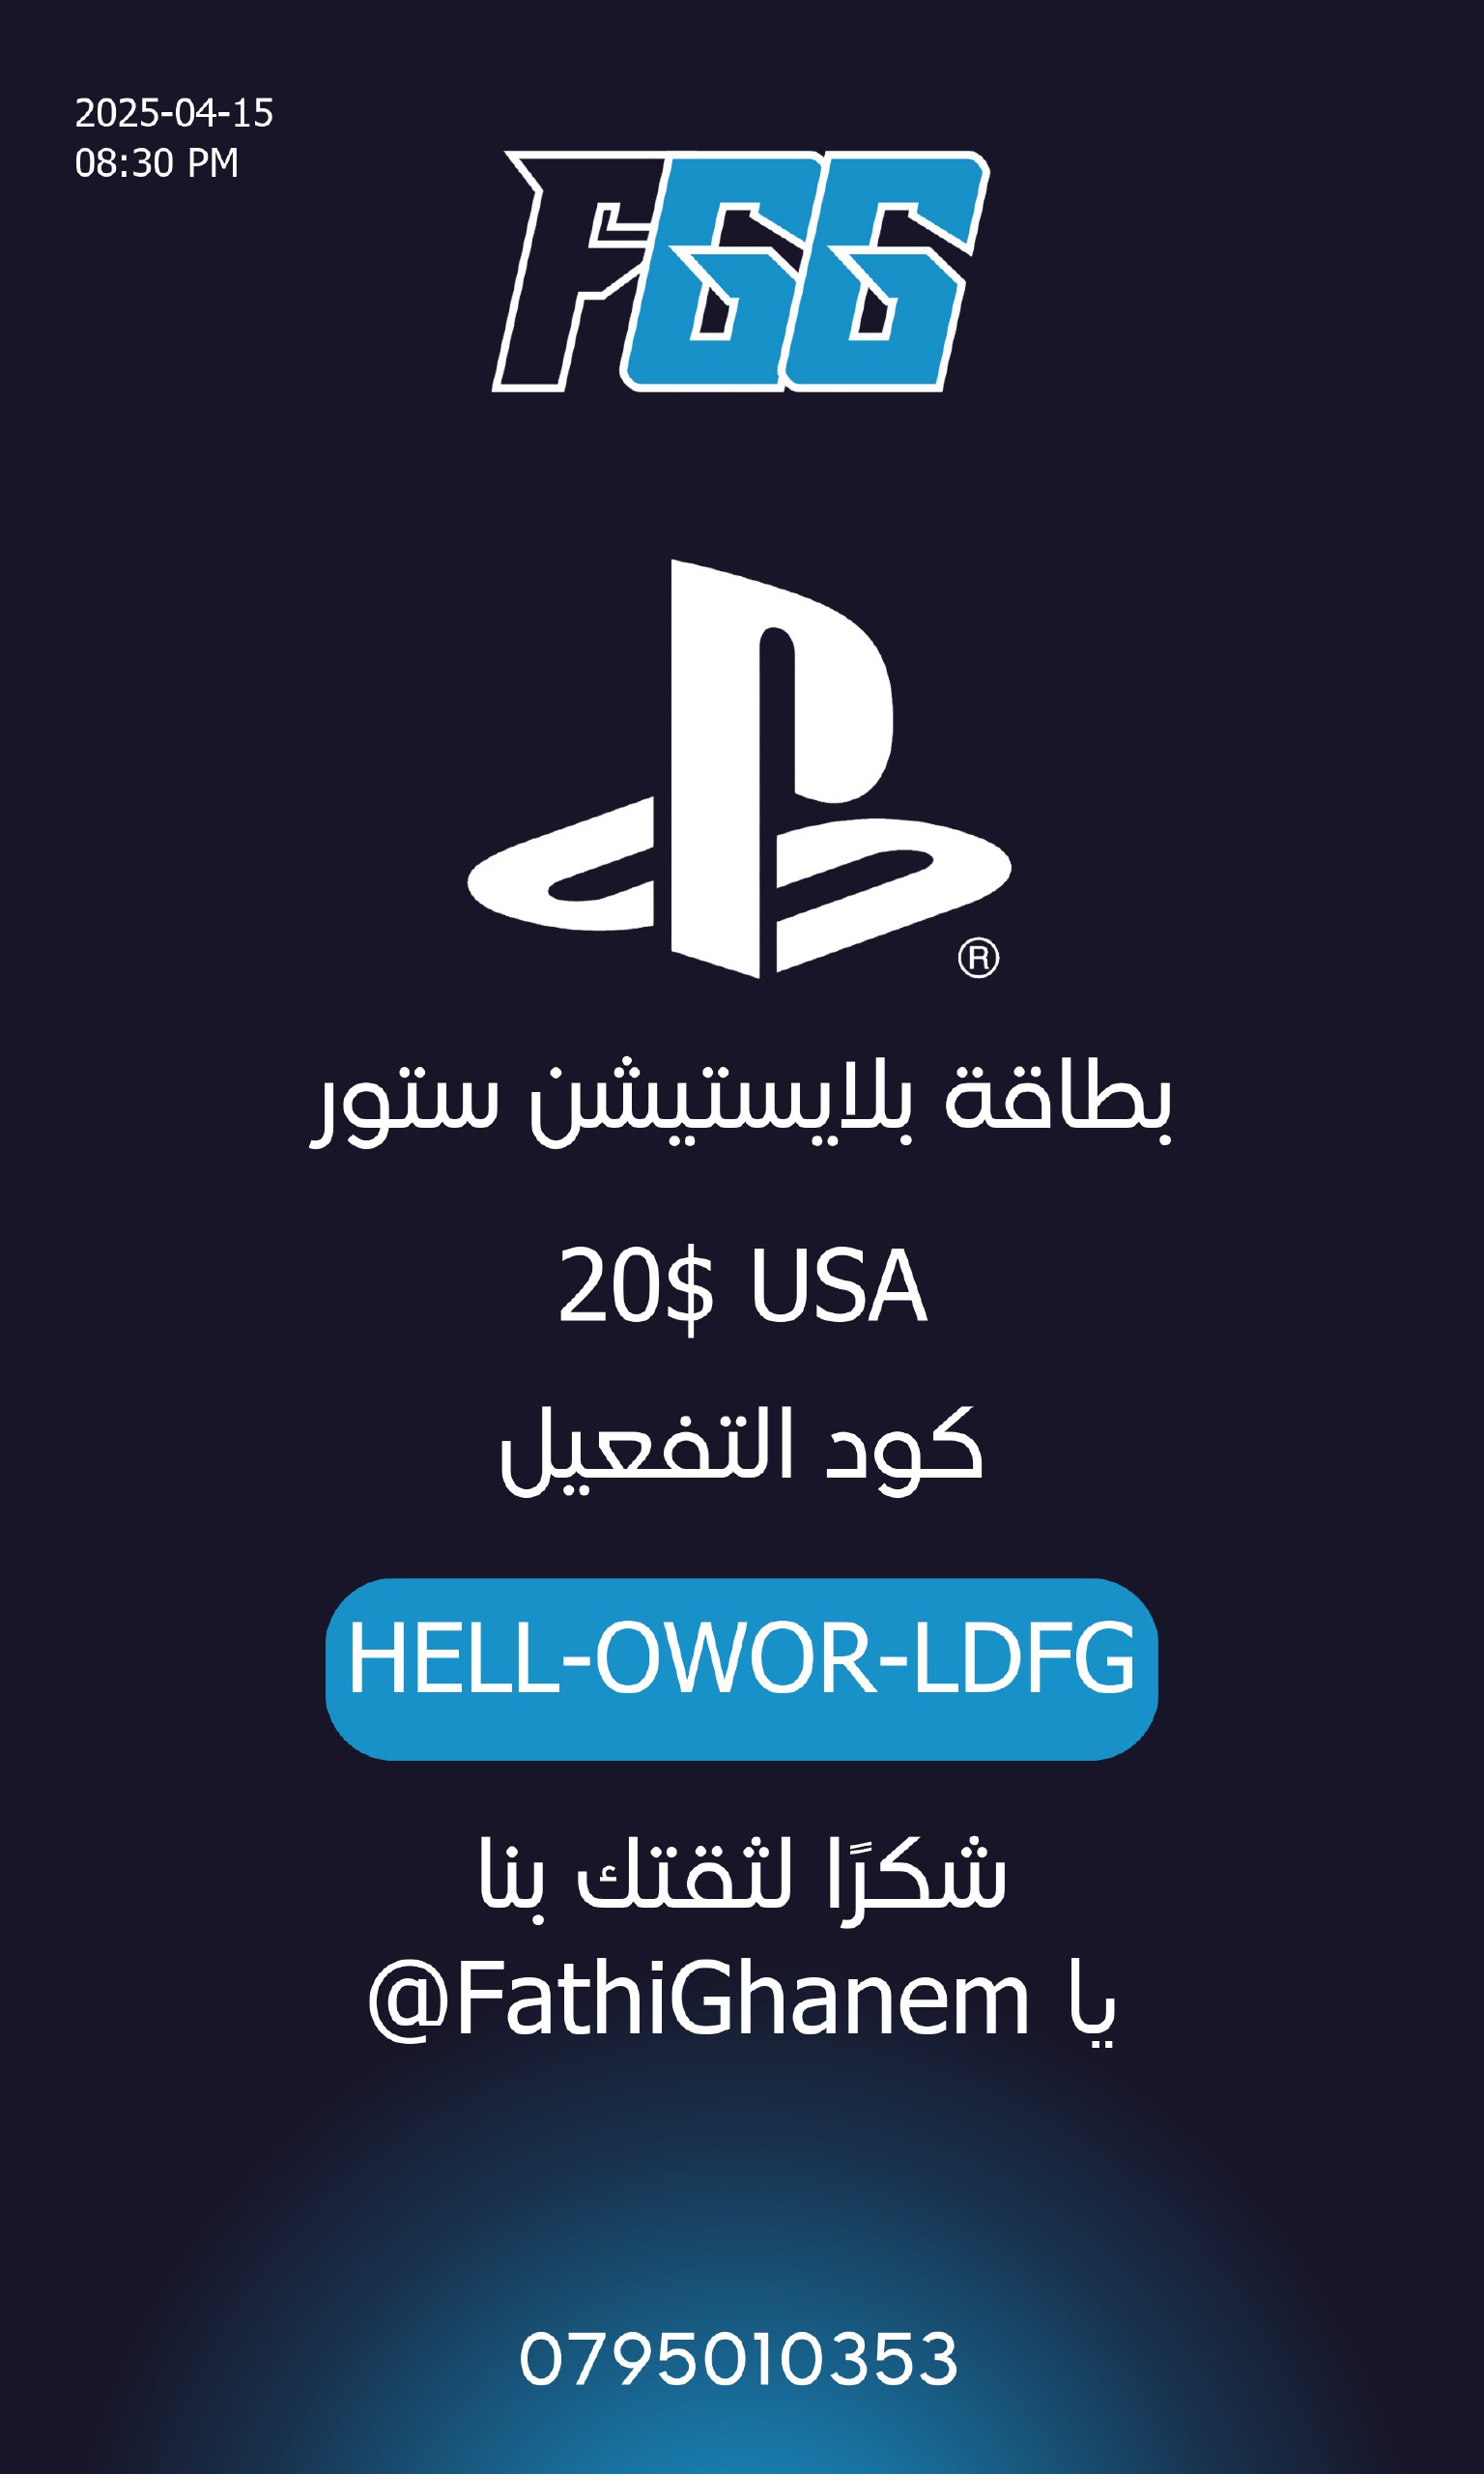 2025-04-15
08:30 PM
F66
®
بطاقة بلايستيشن ستور
20$ USA
كود التفعيل
HELL-OWOR-LDFG
شكرًا لثقتك بنا
يا @FathiGhanem
0795010353